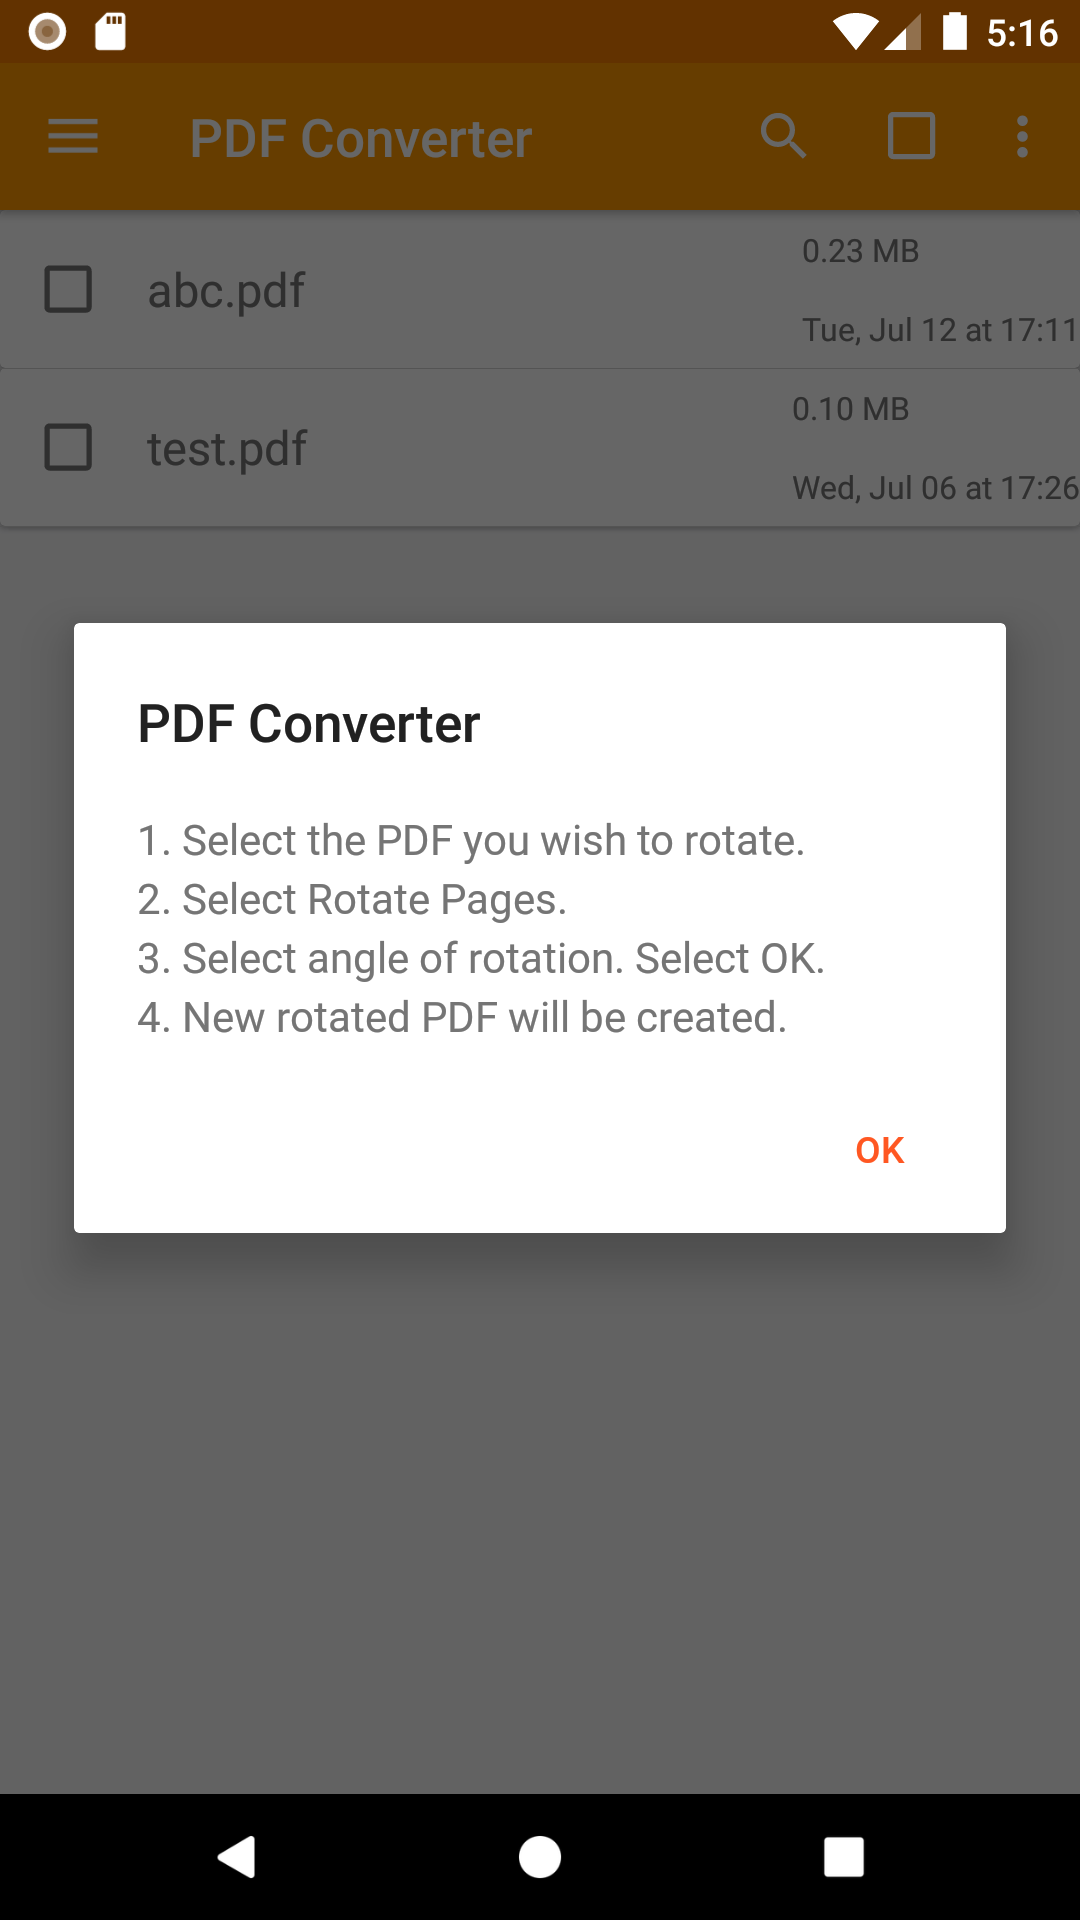 5:16
PDF Converter
0.23 MB
abc.pdf
Tue, Jul 12 at 17:11
0.10 MB
test.pdf
Wed, Jul 06 at 17:26
PDF Converter
1. Select the PDF you wish to rotate.
2. Select Rotate Pages.
3. Select angle of rotation. Select OK.
4. New rotated PDF will be created.
OK